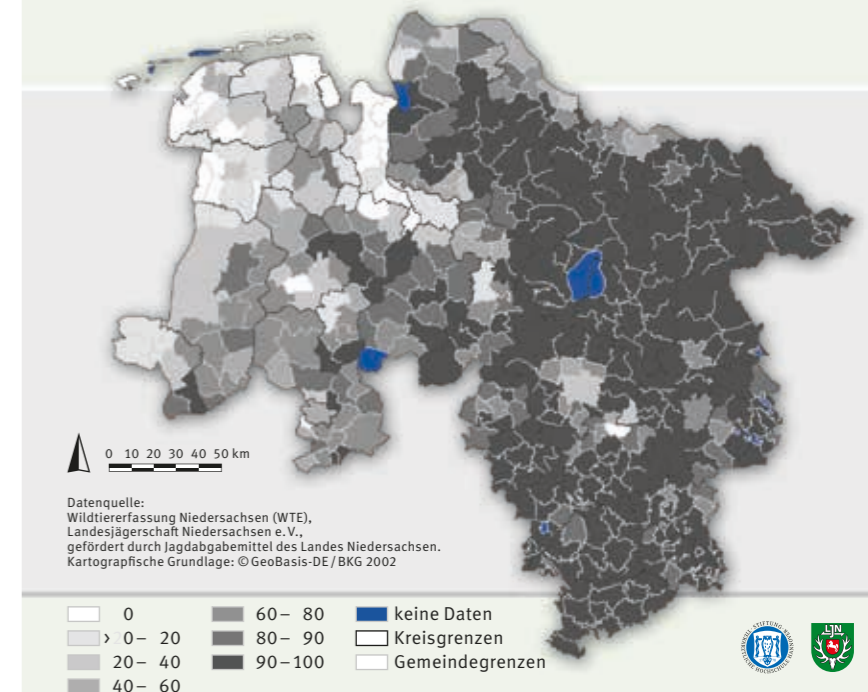 0 10 20 30 40 50 km
Datenquelle:
Wildtiererfassung Niedersachsen (WTE),
Landesjägerschaft Niedersachsen e. V.,
gefördert durch Jagdabgabemittel des Landes Niedersachsen.
Kartografische Grundlage: © GeoBasis-DE / BKG 2002
0
> 0 – 20
20 – 40
40 – 60
60 – 80
80 – 90
90 – 100
keine Daten
Kreisgrenzen
Gemeindegrenzen
LJN